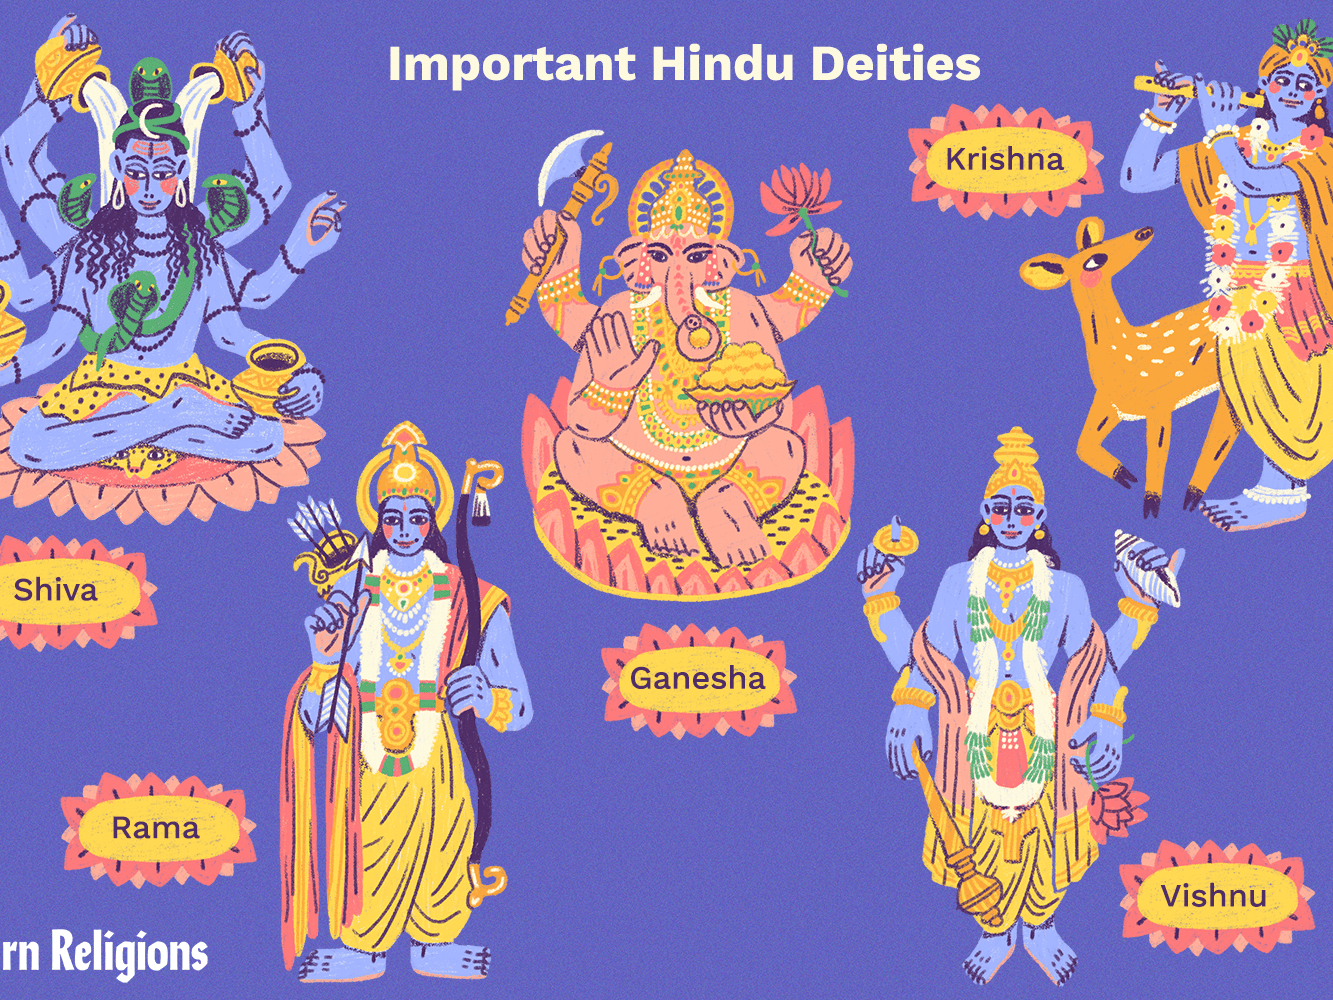 Important Hindu Deities
Krishna
Shiva
Ganesha
Rama
Vishnu
rn Religions